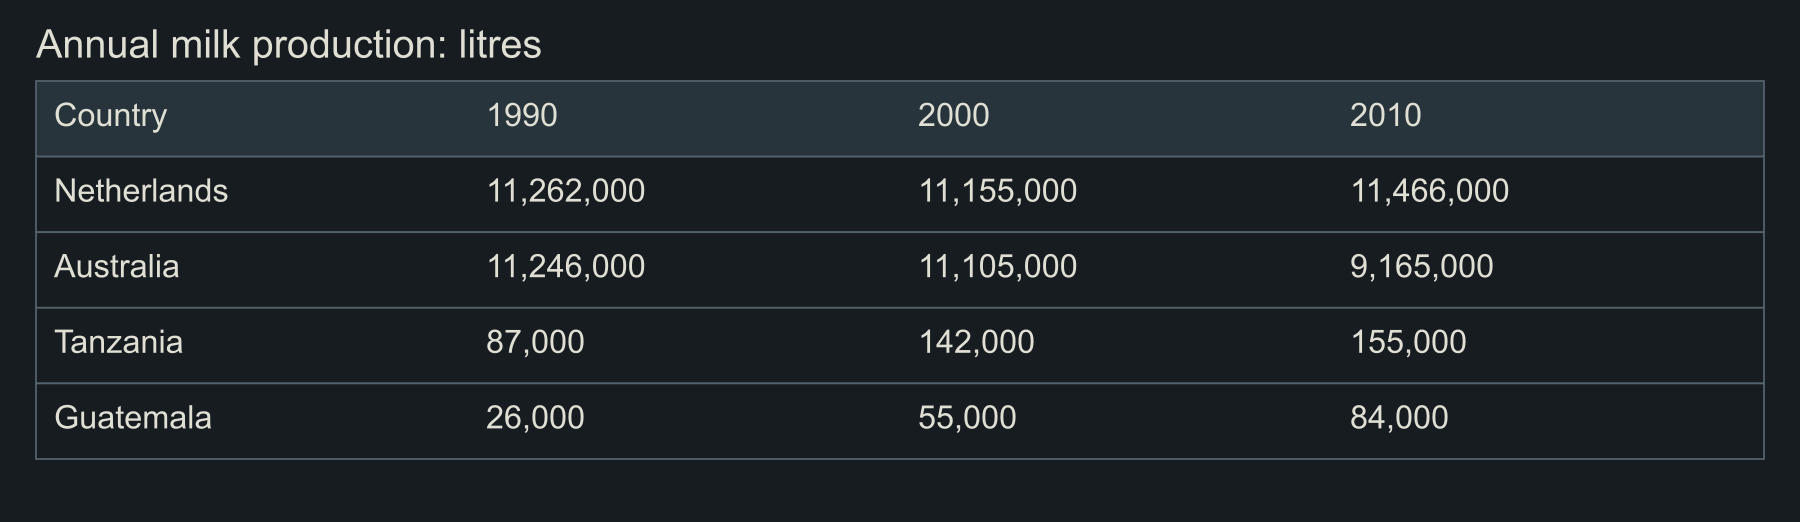 Annual milk production: litres
Country 1990 2000 2010
Netherlands 11,262,000 11,155,000 11,466,000
Australia 11,246,000 11,105,000 9,165,000
Tanzania 87,000 142,000 155,000
Guatemala 26,000 55,000 84,000